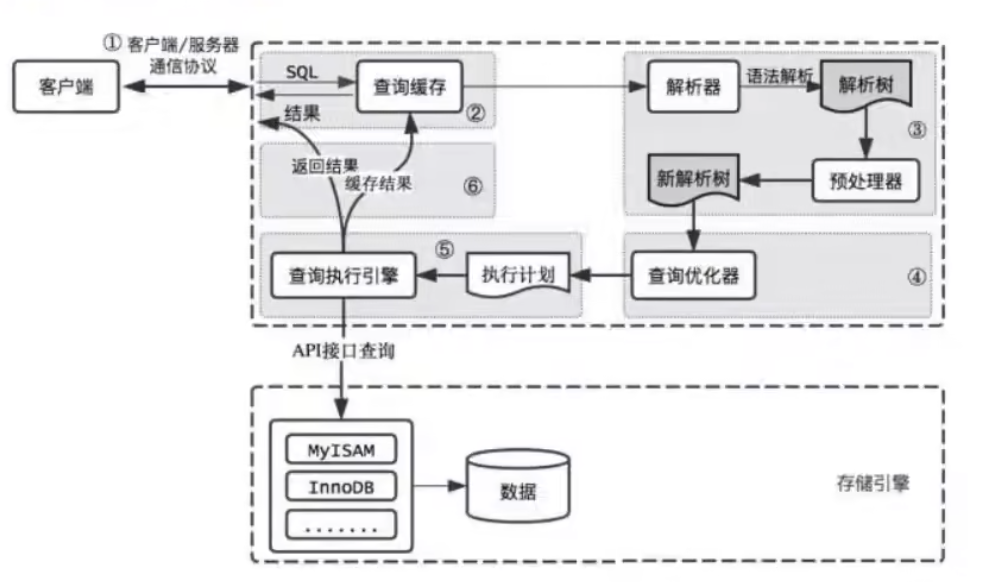 ① 客户端/服务器
通信协议
客户端
SQL
查询缓存
②
结果
解析器
语法解析
解析树
③
预处理器
新解析树
返回结果
缓存结果
⑥
查询执行引擎
⑤
执行计划
查询优化器
④
API接口查询
MyISAM
InnoDB
.......
数据
存储引擎